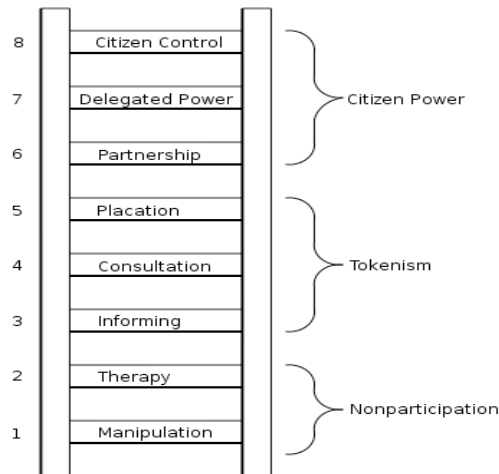 8 Citizen Control
7 Delegated Power Citizen Power
6 Partnership
5 Placation
4 Consultation Tokenism
3 Informing
2 Therapy
Nonparticipation
1 Manipulation